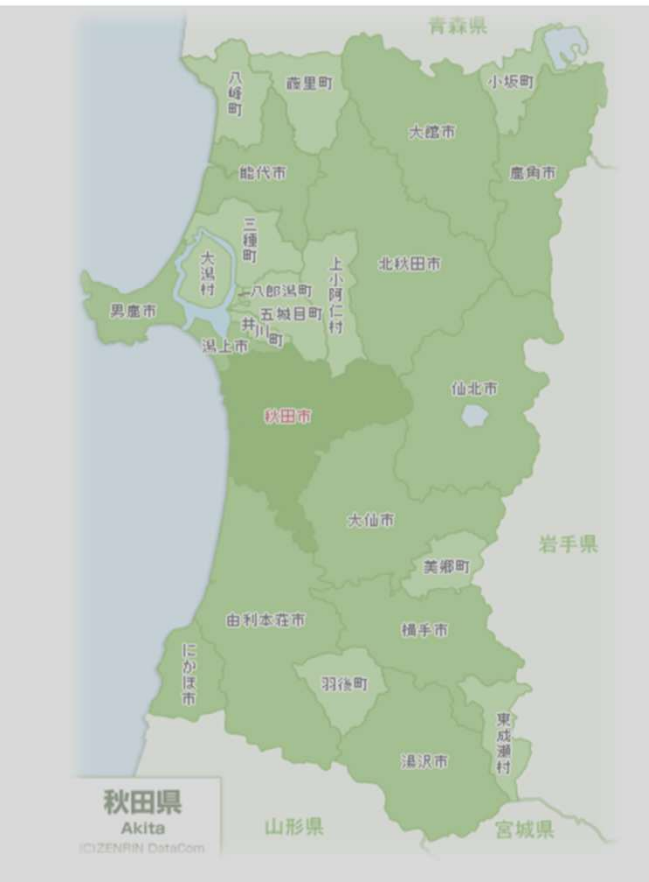 青森県
八峰町
藤里町
小坂町
大館市
能代市
鹿角市
三種町
大潟村
上小阿仁村
北秋田市
八郎潟町
男鹿市
五城目町
井川町
潟上市
仙北市
秋田市
大仙市
岩手県
美郷町
由利本荘市
横手市
にかほ市
羽後町
東成瀬村
湯沢市
秋田県
Akita
(C)ZENRIN DataCom
山形県
宮城県